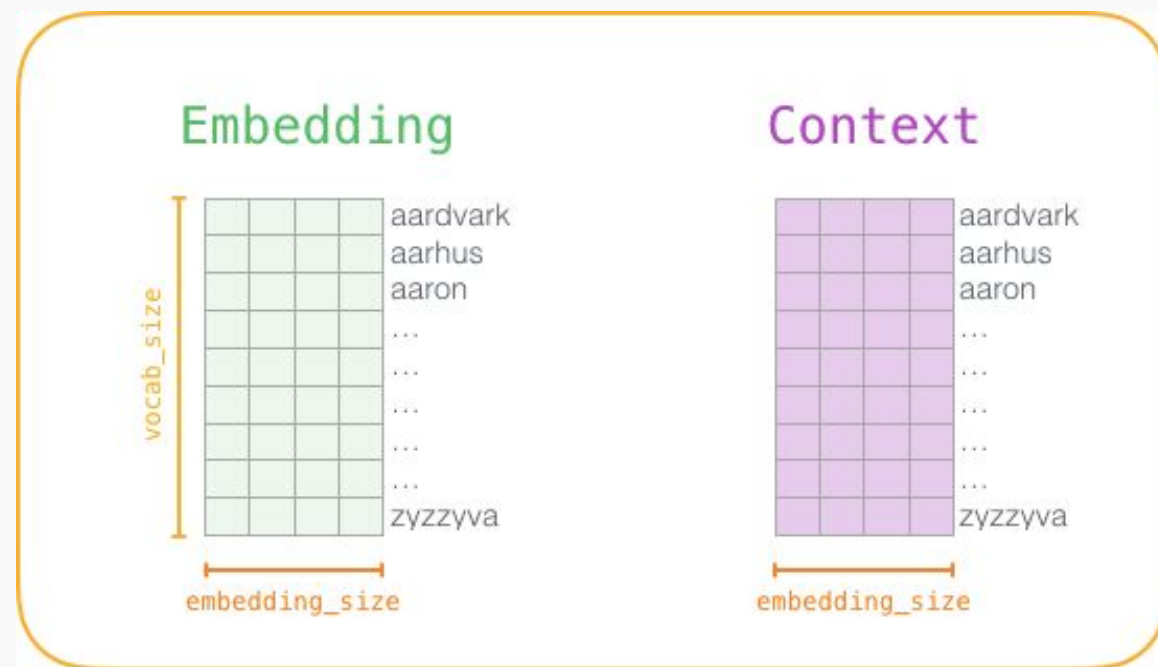 Embedding
Context
vocab_size
aardvark
aarhus
aaron
...
...
...
...
...
zyzzyva
embedding_size
aardvark
aarhus
aaron
...
...
...
...
...
zyzzyva
embedding_size